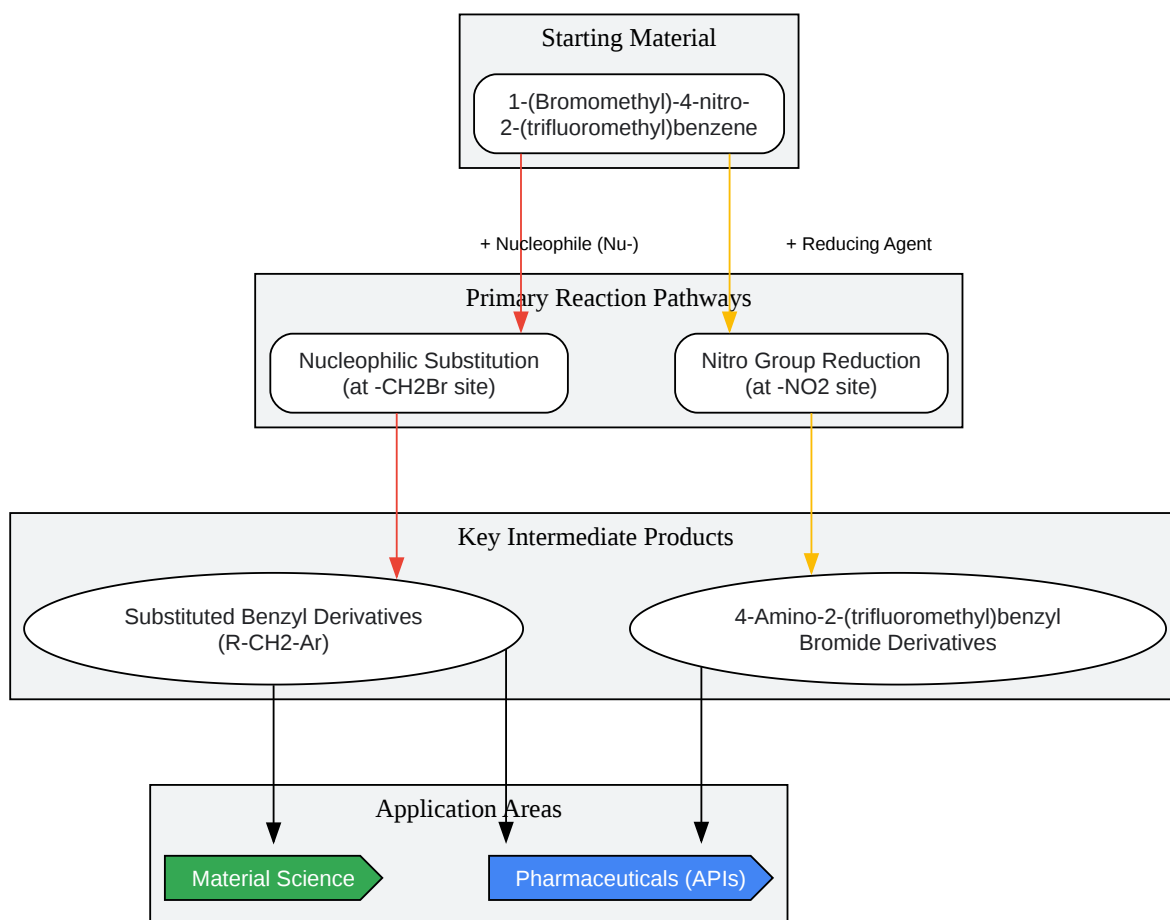 Starting Material
1-(Bromomethyl)-4-nitro-
2-(trifluoromethyl)benzene
+ Nucleophile (Nu-)
+ Reducing Agent
Primary Reaction Pathways
Nucleophilic Substitution
(at -CH2Br site)
Nitro Group Reduction
(at -NO2 site)
Key Intermediate Products
Substituted Benzyl Derivatives
(R-CH2-Ar)
4-Amino-2-(trifluoromethyl)benzyl
Bromide Derivatives
Application Areas
Material Science
Pharmaceuticals (APIs)